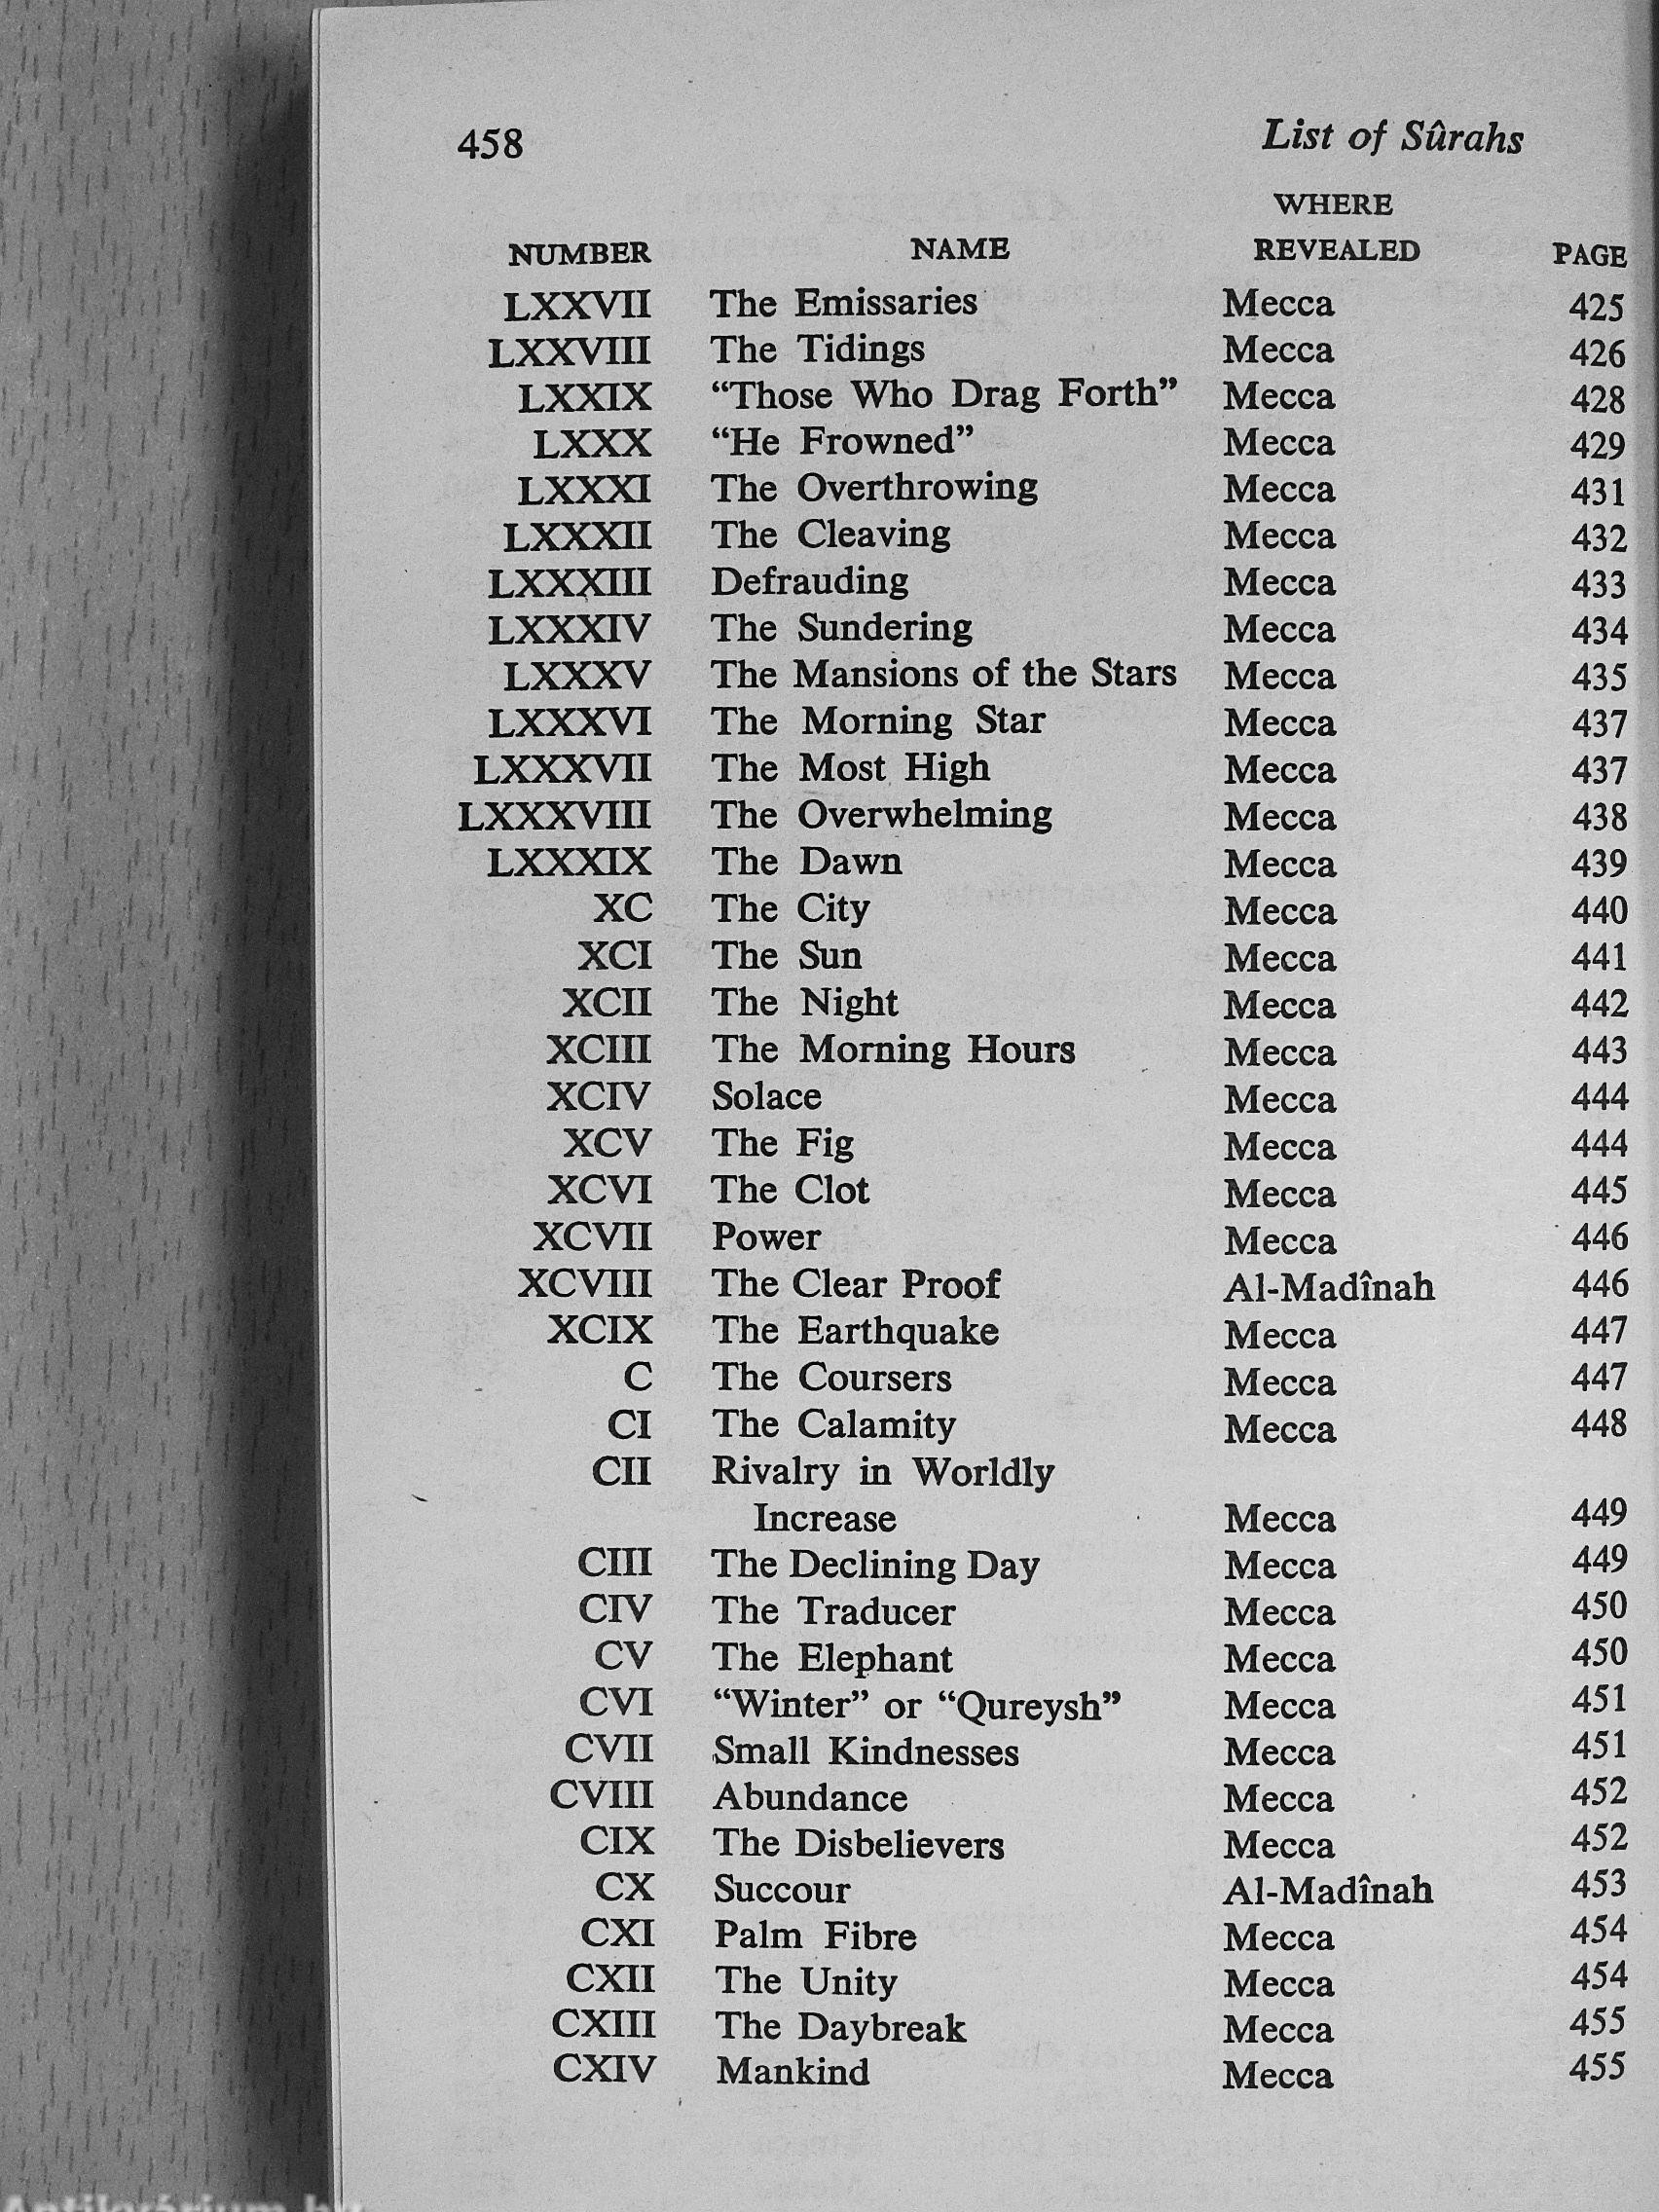 458 List of Sûrahs
WHERE
NUMBER NAME REVEALED PAGE
LXXVII The Emissaries Mecca 425
LXXVIII The Tidings Mecca 426
LXXIX “Those Who Drag Forth” Mecca 428
LXXX “He Frowned” Mecca 429
LXXXI The Overthrowing Mecca 431
LXXXII The Cleaving Mecca 432
LXXXIII Defrauding Mecca 433
LXXXIV The Sundering Mecca 434
LXXXV The Mansions of the Stars Mecca 435
LXXXVI The Morning Star Mecca 437
LXXXVII The Most High Mecca 437
LXXXVIII The Overwhelming Mecca 438
LXXXIX The Dawn Mecca 439
XC The City Mecca 440
XCI The Sun Mecca 441
XCII The Night Mecca 442
XCIII The Morning Hours Mecca 443
XCIV Solace Mecca 444
XCV The Fig Mecca 444
XCVI The Clot Mecca 445
XCVII Power Mecca 446
XCVIII The Clear Proof Al-Madînah 446
XCIX The Earthquake Mecca 447
C The Coursers Mecca 447
CI The Calamity Mecca 448
CII Rivalry in Worldly
Increase Mecca 449
CIII The Declining Day Mecca 449
CIV The Traducer Mecca 450
CV The Elephant Mecca 450
CVI “Winter” or “Qureysh” Mecca 451
CVII Small Kindnesses Mecca 451
CVIII Abundance Mecca 452
CIX The Disbelievers Mecca 452
CX Succour Al-Madînah 453
CXI Palm Fibre Mecca 454
CXII The Unity Mecca 454
CXIII The Daybreak Mecca 455
CXIV Mankind Mecca 455